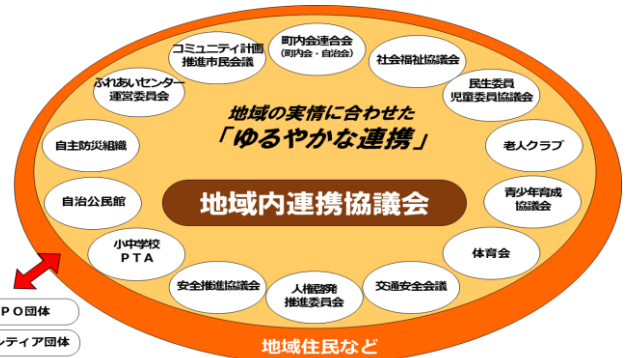 町内会連合会
(町内会・自治会)
コミュニティ計画
推進市民会議
社会福祉協議会
ふれあいセンター
運営委員会
民生委員
児童委員協議会
地域の実情に合わせた
「ゆるやかな連携」
自主防災組織
老人クラブ
自治公民館
地域内連携協議会
青少年育成
協議会
小中学校
PTA
体育会
安全推進協議会
人権啓発
推進委員会
交通安全会議
PO団体
ティア団体
地域住民など